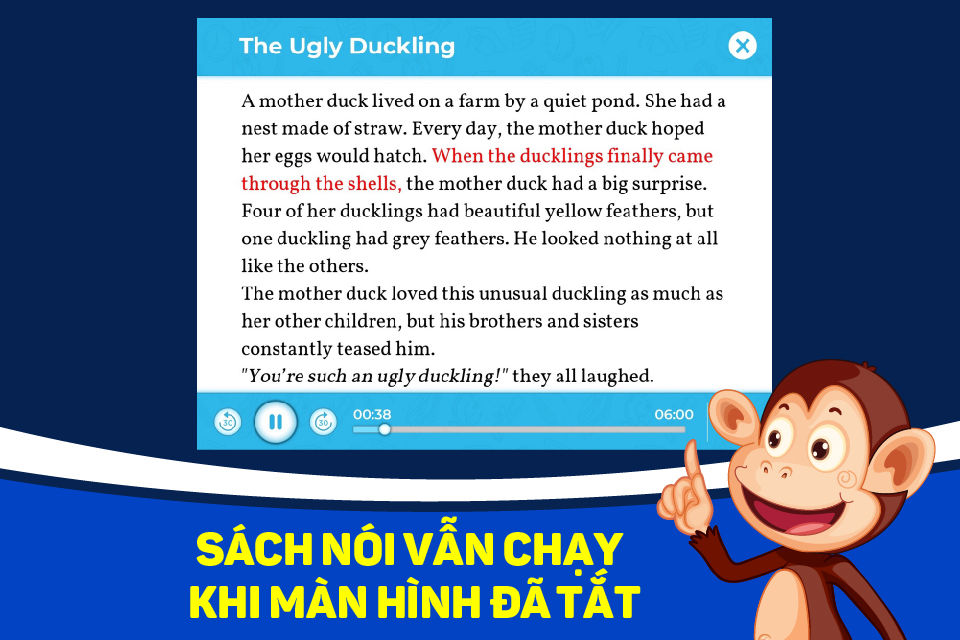 The Ugly Duckling
A mother duck lived on a farm by a quiet pond. She had a
nest made of straw. Every day, the mother duck hoped
her eggs would hatch. When the ducklings finally came
through the shells, the mother duck had a big surprise.
Four of her ducklings had beautiful yellow feathers, but
one duckling had grey feathers. He looked nothing at all
like the others.
The mother duck loved this unusual duckling as much as
her other children, but his brothers and sisters
constantly teased him.
"You're such an ugly duckling!" they all laughed.
30
30
00:38
06:00
SÁCH NÓI VẪN CHẠY
KHI MÀN HÌNH ĐÃ TẮT